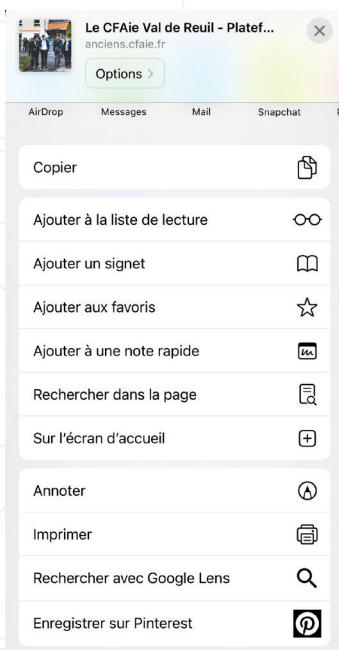 Le CFAie Val de Reuil - Platef...
anciens.cfaie.fr
Options
AirDrop Messages Mail Snapchat
Copier
Ajouter à la liste de lecture
Ajouter un signet
Ajouter aux favoris
Ajouter à une note rapide
Rechercher dans la page
Sur l'écran d'accueil
Annoter
Imprimer
Rechercher avec Google Lens
Enregistrer sur Pinterest